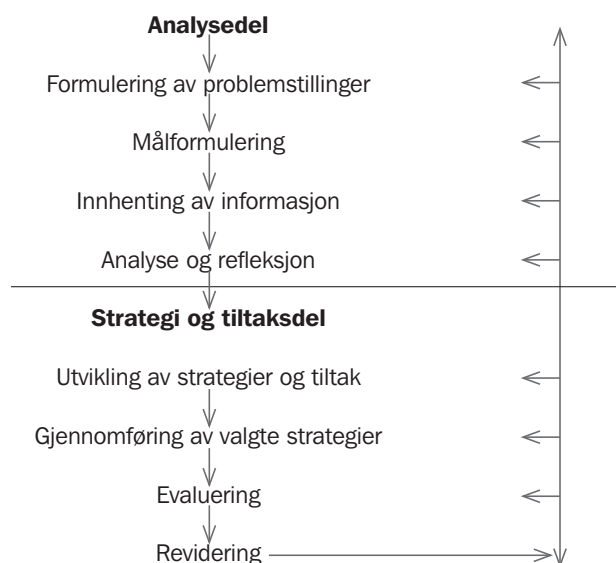 Analysedel
Formulering av problemstillinger
Målformulering
Innhenting av informasjon
Analyse og refleksjon
Strategi og tiltaksdel
Utvikling av strategier og tiltak
Gjennomføring av valgte strategier
Evaluering
Revidering